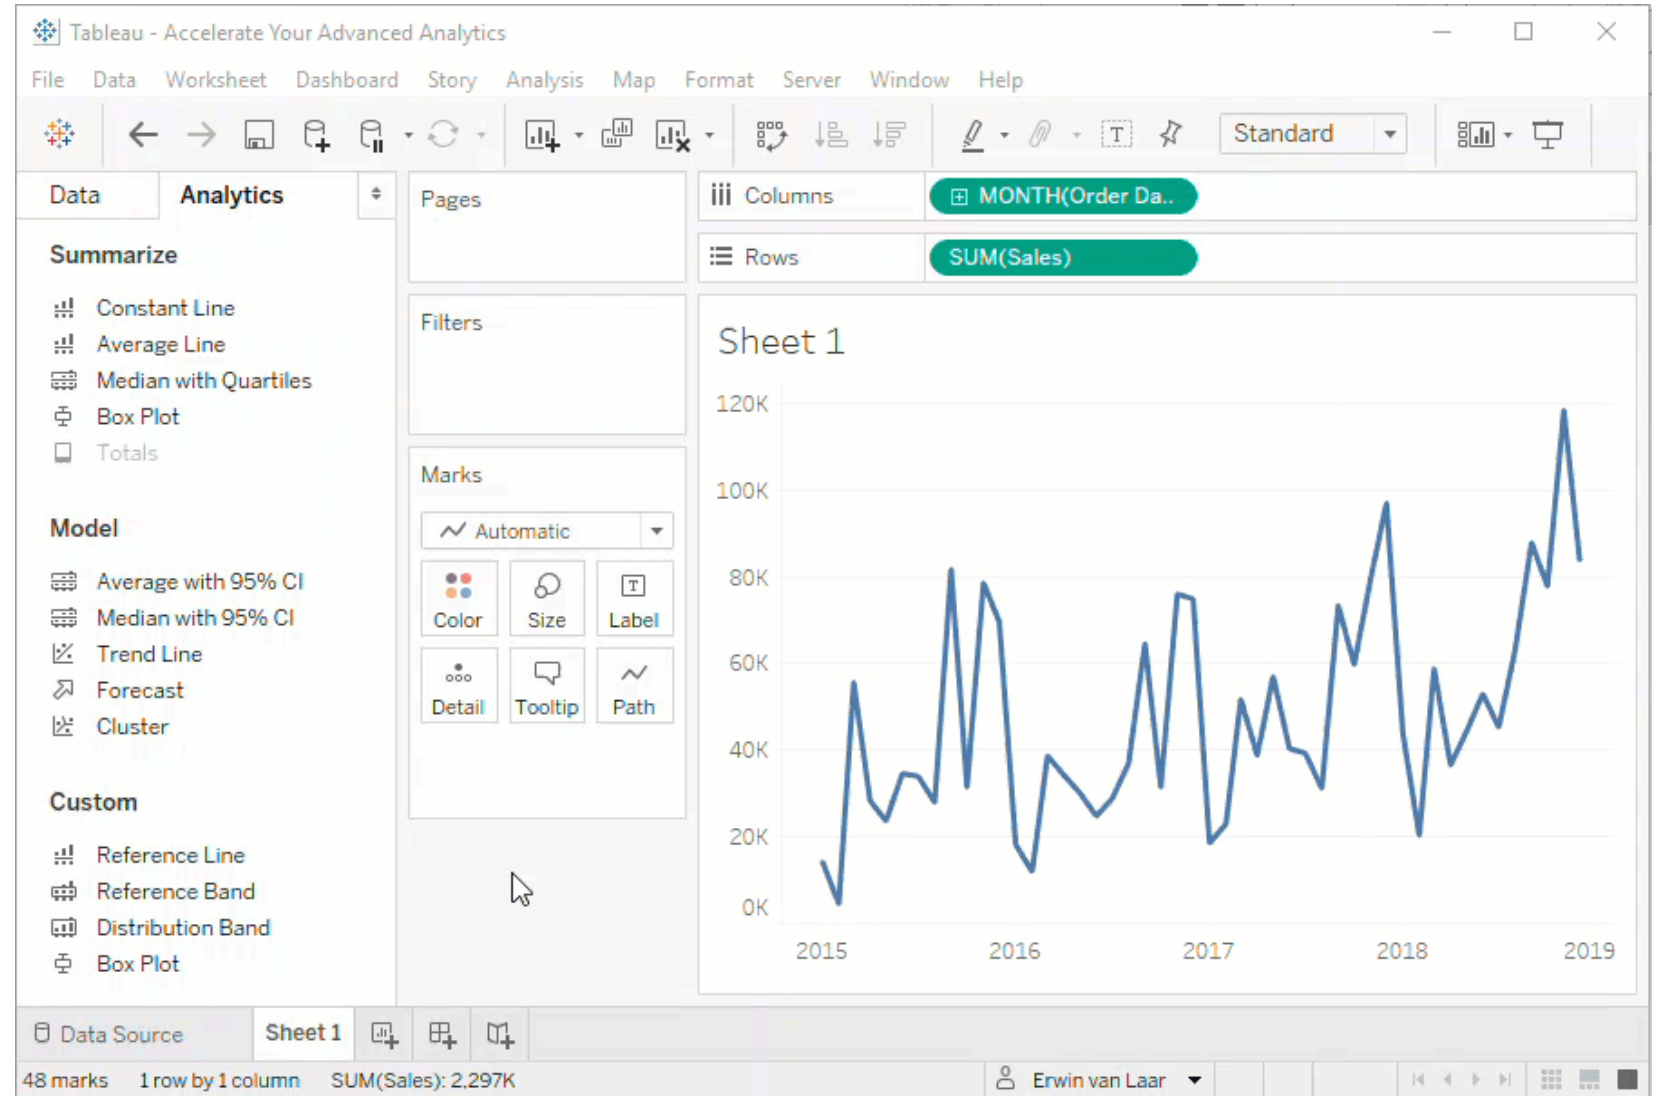 Tableau - Accelerate Your Advanced Analytics
File Data Worksheet Dashboard Story Analysis Map Format Server Window Help
Standard
Data Analytics
Summarize
Constant Line
Average Line
Median with Quartiles
Box Plot
Totals
Model
Average with 95% CI
Median with 95% CI
Trend Line
Forecast
Cluster
Custom
Reference Line
Reference Band
Distribution Band
Box Plot
Pages
Filters
Marks
Automatic
Color Size Label
Detail Tooltip Path
Columns MONTH(Order Da..
Rows SUM(Sales)
Sheet 1
120K
100K
80K
60K
40K
20K
0K
2015 2016 2017 2018 2019
Data Source Sheet 1
48 marks 1 row by 1 column SUM(Sales): 2,297K Erwin van Laar